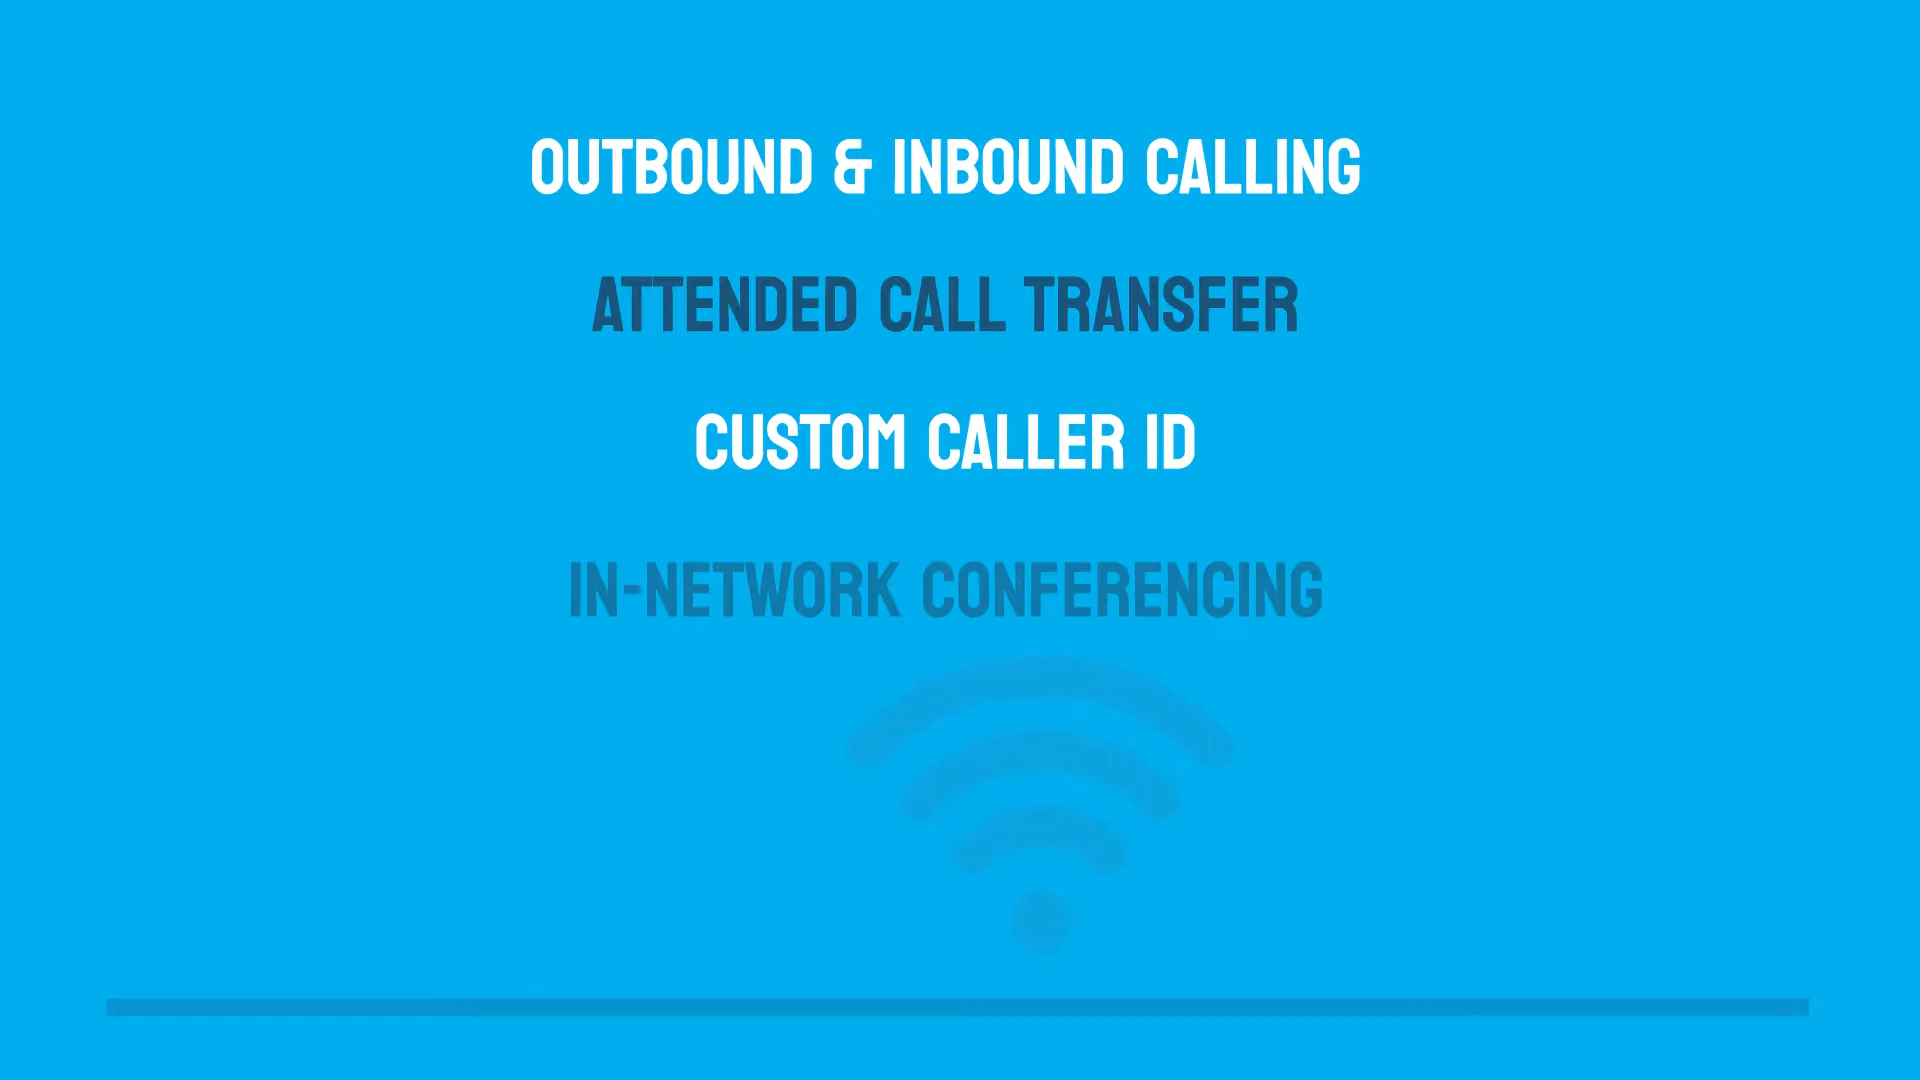 OUTBOUND & INBOUND CALLING
ATTENDED CALL TRANSFER
CUSTOM CALLER ID
IN-NETWORK CONFERENCING